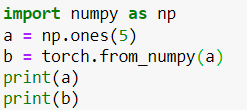 import numpy as np
a = np.ones(5)
b = torch.from_numpy(a)
print(a)
print(b)